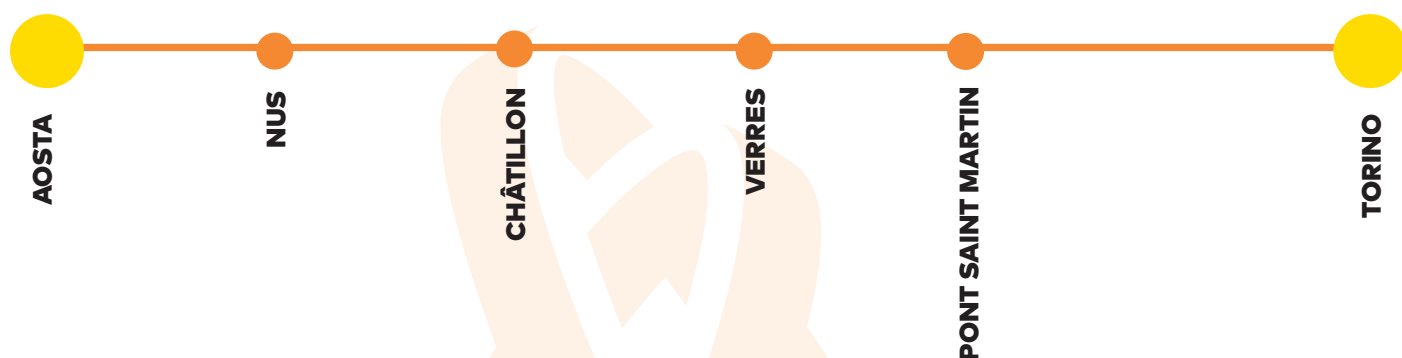 AOSTA
NUS
CHÂTILLON
VERRES
PONT SAINT MARTIN
TORINO